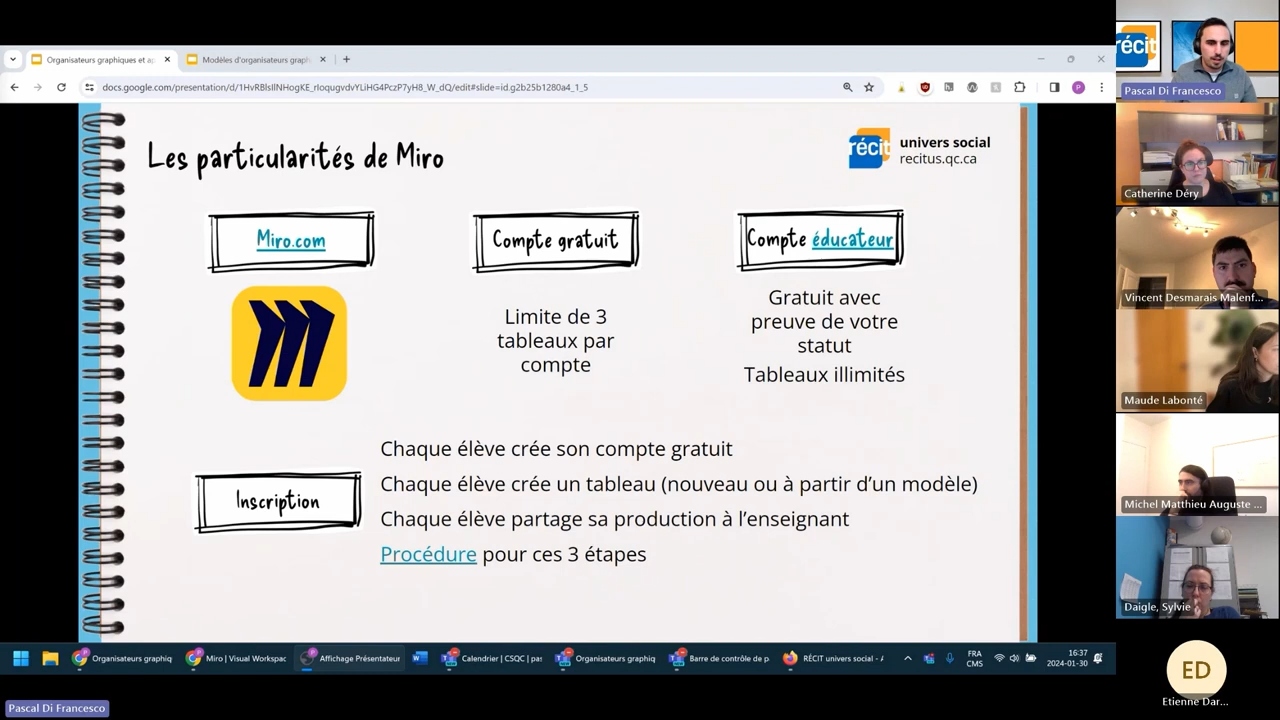 Organisateurs graphiques et ap
Modèles d'organisateurs graph
docs.google.com/presentation/d/1HvRBlsIlNHogKE_rIoqugvdvYLiHG4PczP7yH8_W_dQ/edit#slide=id.g2b25b1280a4_1_5
Les particularités de Miro
récit
univers social
recitus.qc.ca
Miro.com
Compte gratuit
Compte éducateur
Limite de 3
tableaux par
compte
Gratuit avec
preuve de votre
statut
Tableaux illimités
Inscription
Chaque élève crée son compte gratuit
Chaque élève crée un tableau (nouveau ou à partir d'un modèle)
Chaque élève partage sa production à l'enseignant
Procédure pour ces 3 étapes
Organisateurs graphiq
Miro | Visual Workspac
Affichage Présentateur
Calendrier | CSQC | pas
Organisateurs graphiq
Barre de contrôle de p
RÉCIT univers social - A
FRA
CMS
16:37
2024-01-30
Pascal Di Francesco
récit
Pascal Di Francesco
Catherine Déry
Vincent Desmarais Malenf...
Maude Labonté
Michel Matthieu Auguste ...
Daigle, Sylvie
ED
Etienne Dar...